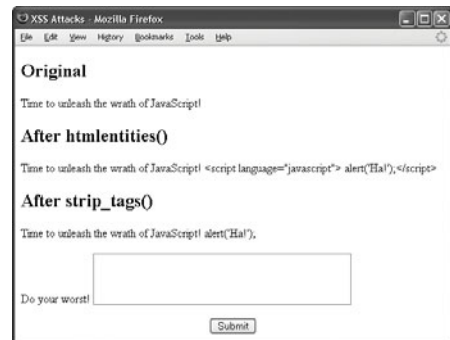 XSS Attacks - Mozilla Firefox
File Edit View History Bookmarks Tools Help
Original
Time to unleash the wrath of JavaScript!
After htmlentities()
Time to unleash the wrath of JavaScript! <script language="javascript"> alert('Ha!');</script>
After strip_tags()
Time to unleash the wrath of JavaScript! alert('Ha!');
Do your worst!
Submit